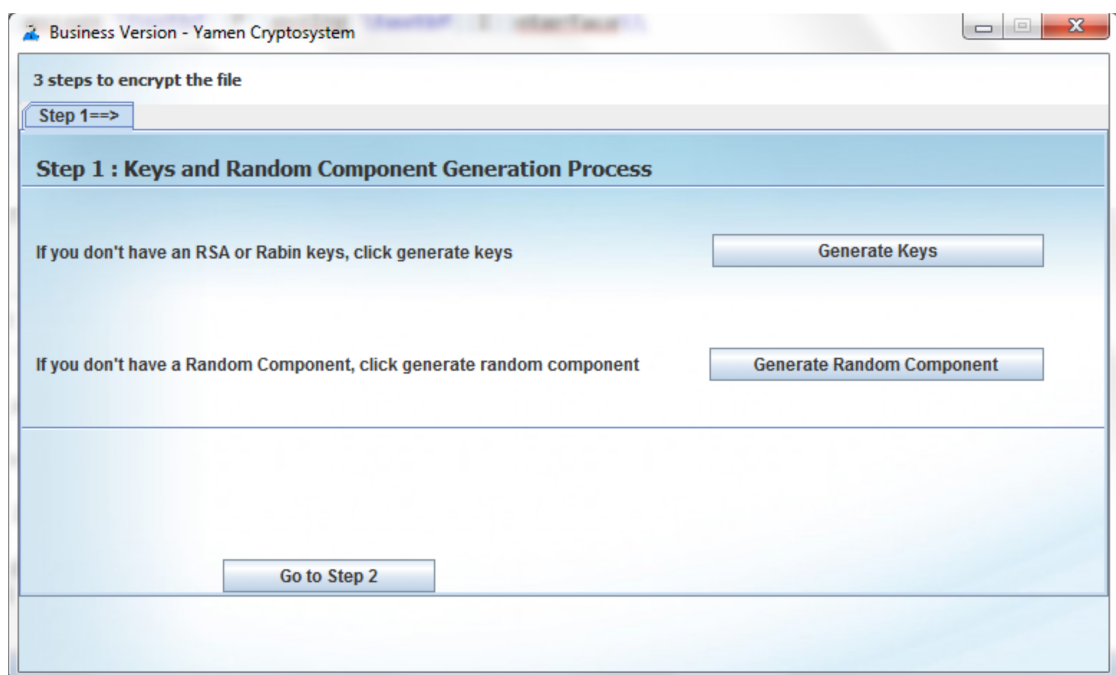 Business Version - Yamen Cryptosystem
3 steps to encrypt the file
Step 1==>
Step 1 : Keys and Random Component Generation Process
If you don't have an RSA or Rabin keys, click generate keys
Generate Keys
If you don't have a Random Component, click generate random component
Generate Random Component
Go to Step 2